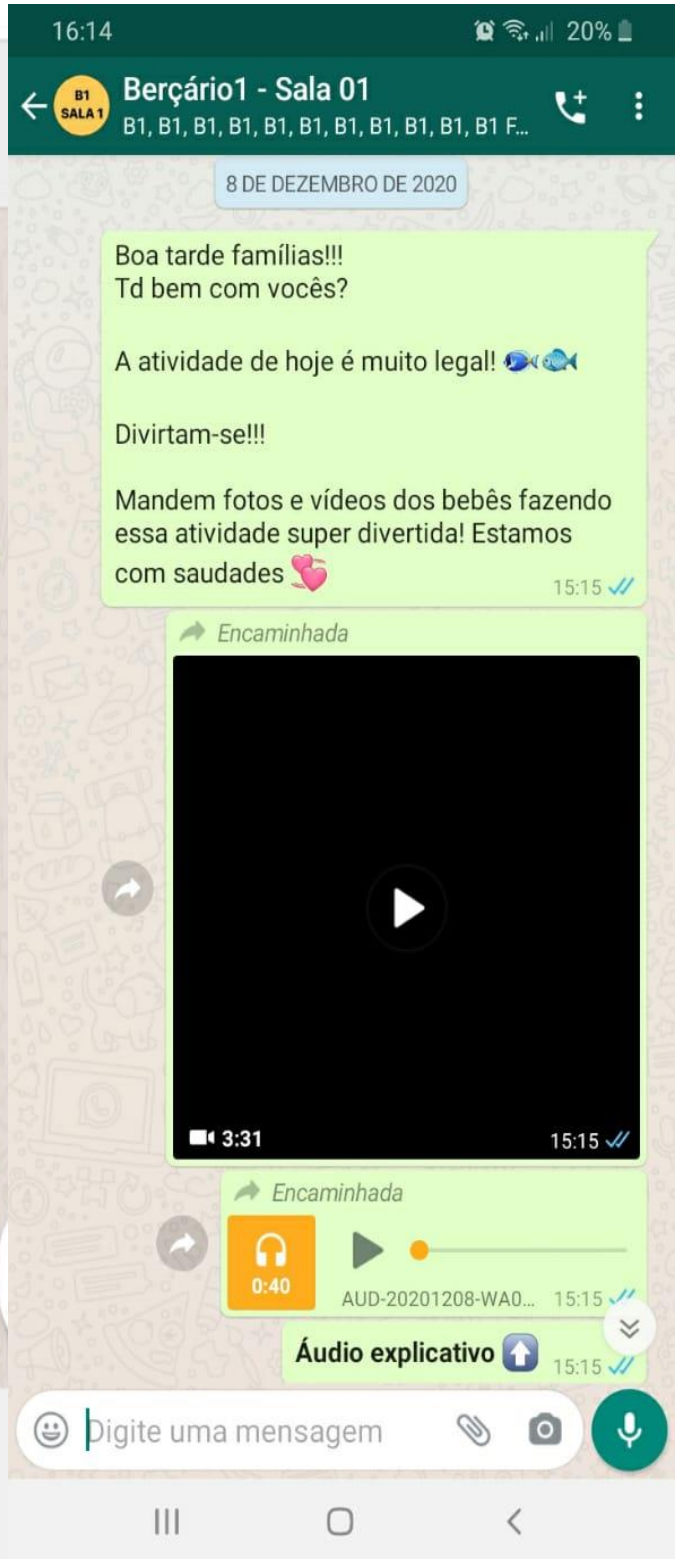 16:14
20%
B1
SALA 1
Berçário1 - Sala 01
B1, B1, B1, B1, B1, B1, B1, B1, B1, B1, B1 F...
8 DE DEZEMBRO DE 2020
Boa tarde famílias!!!
Td bem com vocês?
A atividade de hoje é muito legal! 🐠🐟
Divirtam-se!!!
Mandem fotos e vídeos dos bebês fazendo
essa atividade super divertida! Estamos
com saudades 💞
15:15
Encaminhada
3:31
15:15
Encaminhada
0:40
AUD-20201208-WA0...
15:15
Áudio explicativo ⬆️
15:15
Digite uma mensagem